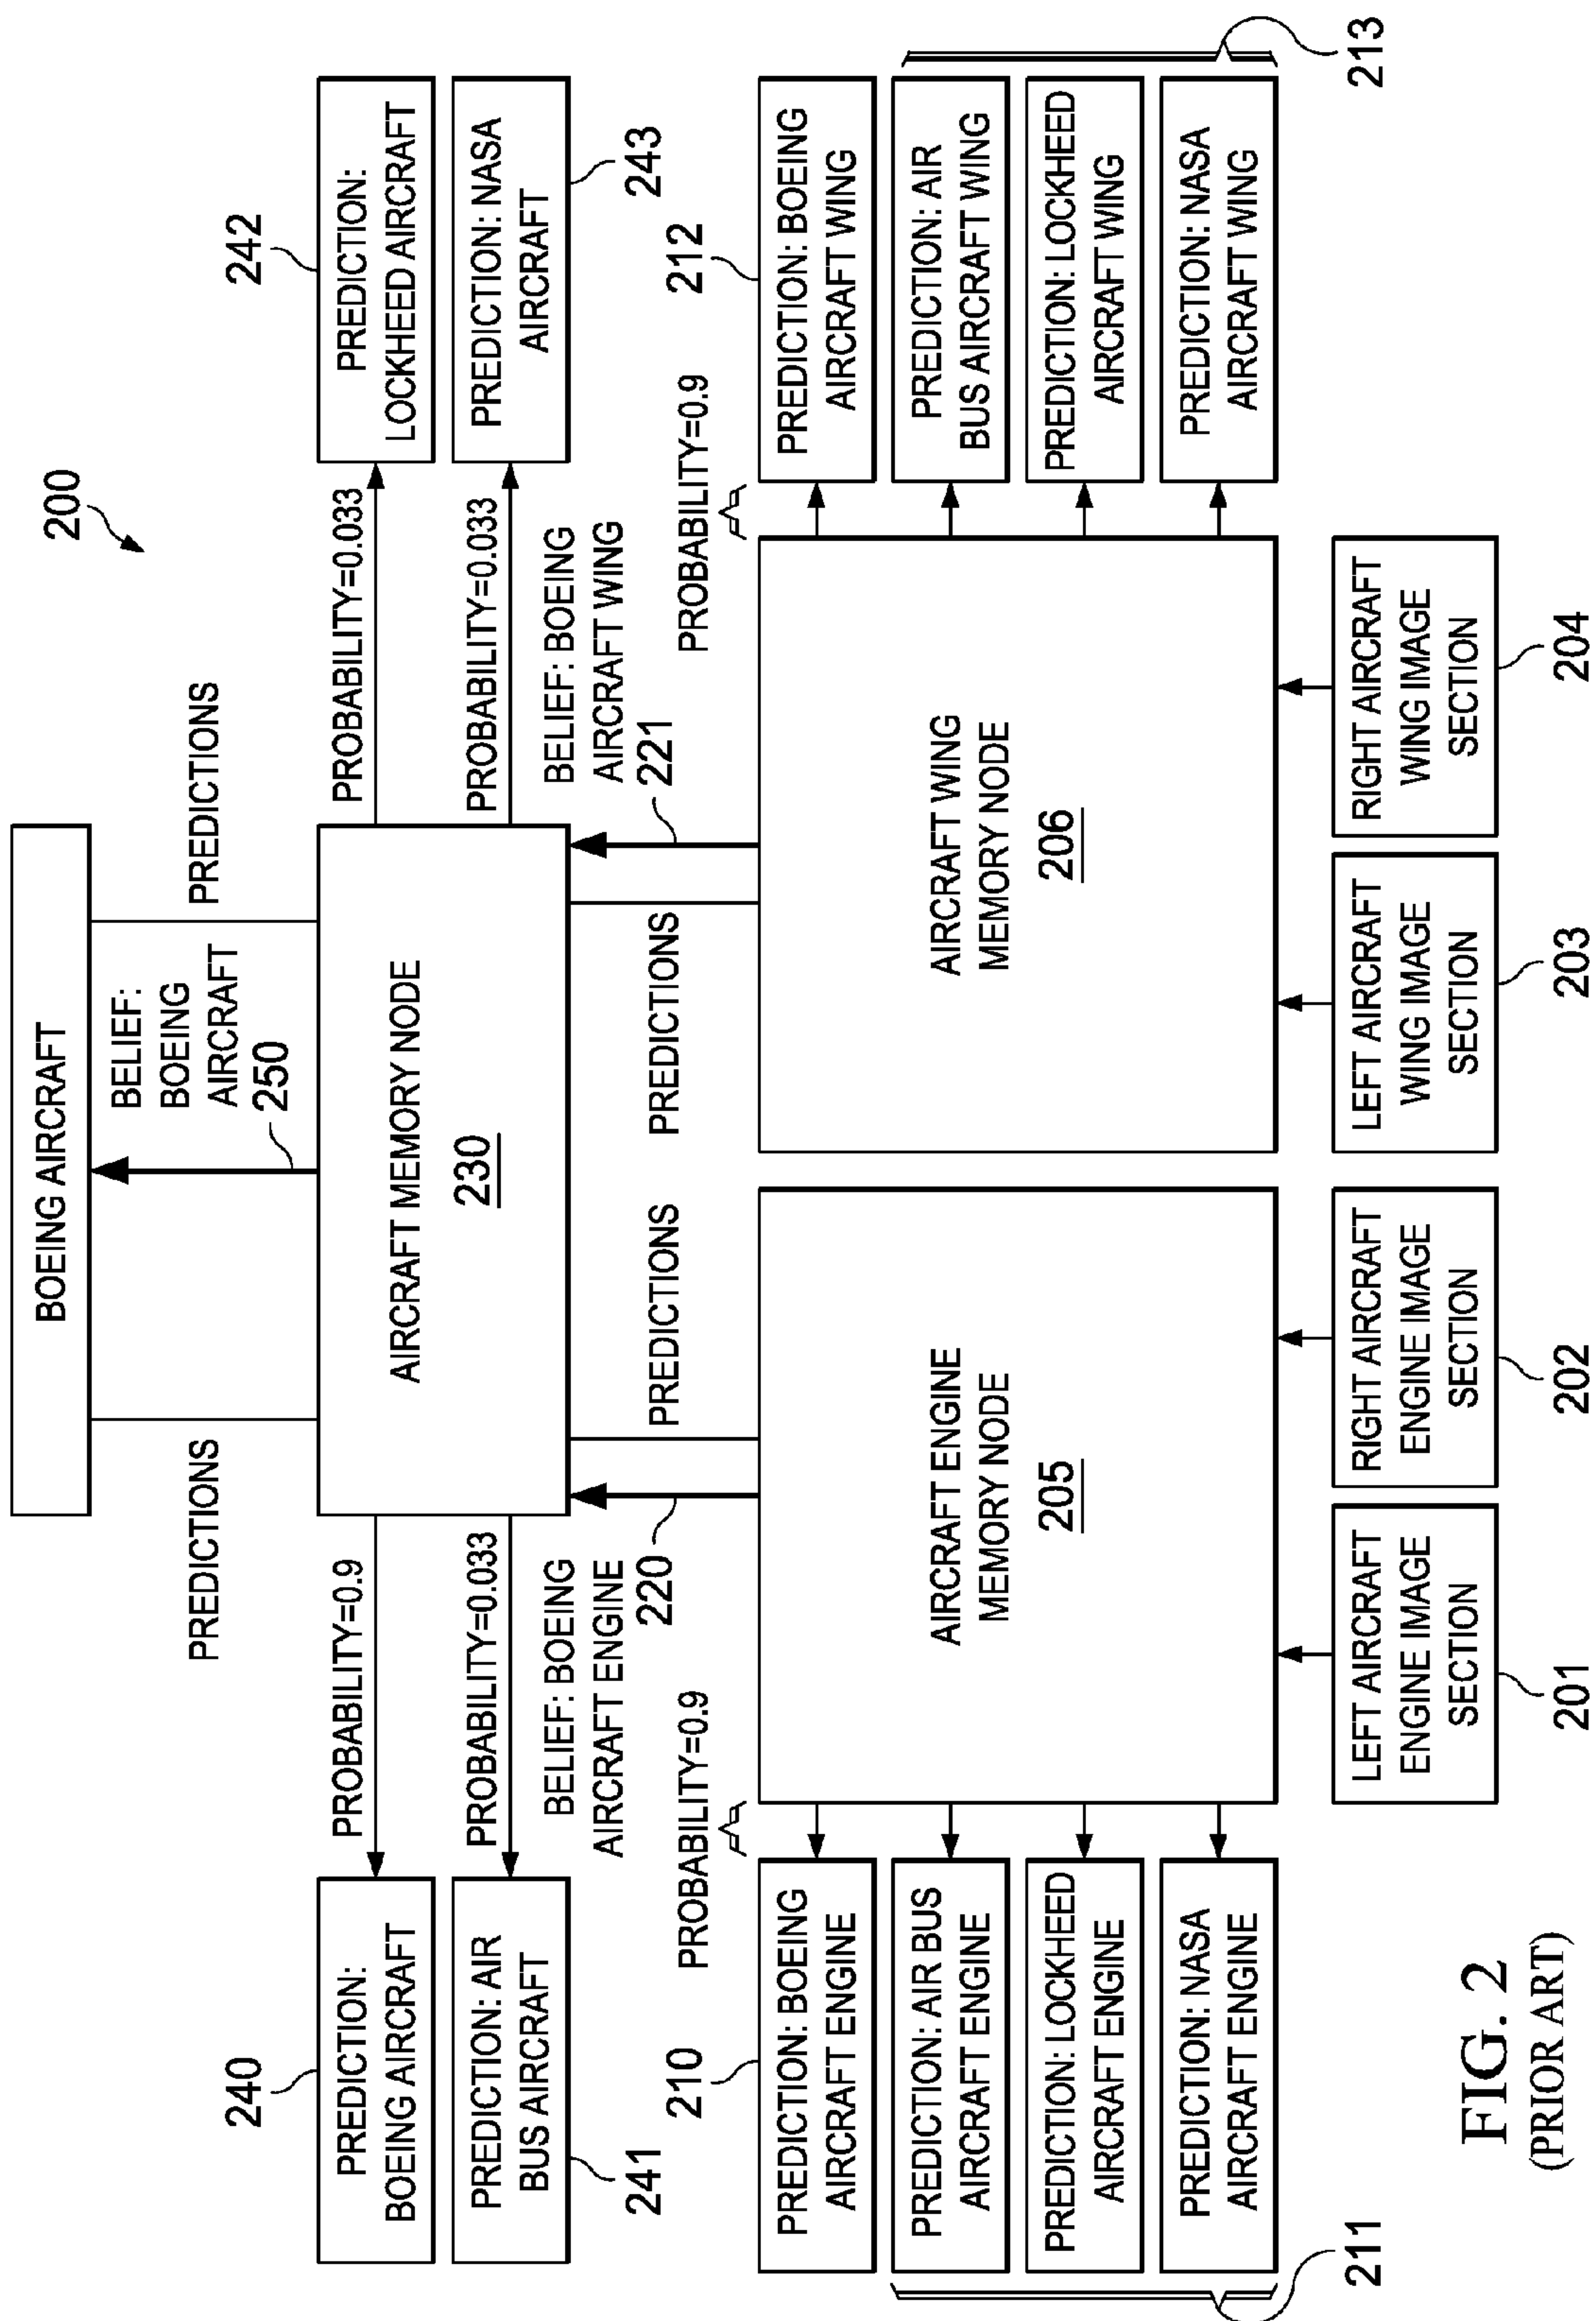 200
BOEING AIRCRAFT
PREDICTIONS
BELIEF:
BOEING
AIRCRAFT
250
PREDICTIONS
240
PREDICTION:
BOEING AIRCRAFT
PROBABILITY=0.9
AIRCRAFT MEMORY NODE
230
PROBABILITY=0.033
PREDICTION:
LOCKHEED AIRCRAFT
242
PREDICTION: AIR
BUS AIRCRAFT
241
PROBABILITY=0.033
PROBABILITY=0.033
PREDICTION: NASA
AIRCRAFT
243
BELIEF: BOEING
AIRCRAFT ENGINE
220
PREDICTIONS
PREDICTIONS
BELIEF: BOEING
AIRCRAFT WING
221
210
PROBABILITY=0.9
PROBABILITY=0.9
212
PREDICTION: BOEING
AIRCRAFT ENGINE
PREDICTION: AIR BUS
AIRCRAFT ENGINE
PREDICTION: LOCKHEED
AIRCRAFT ENGINE
PREDICTION: NASA
AIRCRAFT ENGINE
211
AIRCRAFT ENGINE
MEMORY NODE
205
AIRCRAFT WING
MEMORY NODE
206
PREDICTION: BOEING
AIRCRAFT WING
PREDICTION: AIR
BUS AIRCRAFT WING
PREDICTION: LOCKHEED
AIRCRAFT WING
PREDICTION: NASA
AIRCRAFT WING
213
LEFT AIRCRAFT
ENGINE IMAGE
SECTION
201
RIGHT AIRCRAFT
ENGINE IMAGE
SECTION
202
LEFT AIRCRAFT
WING IMAGE
SECTION
203
RIGHT AIRCRAFT
WING IMAGE
SECTION
204
FIG. 2
(PRIOR ART)